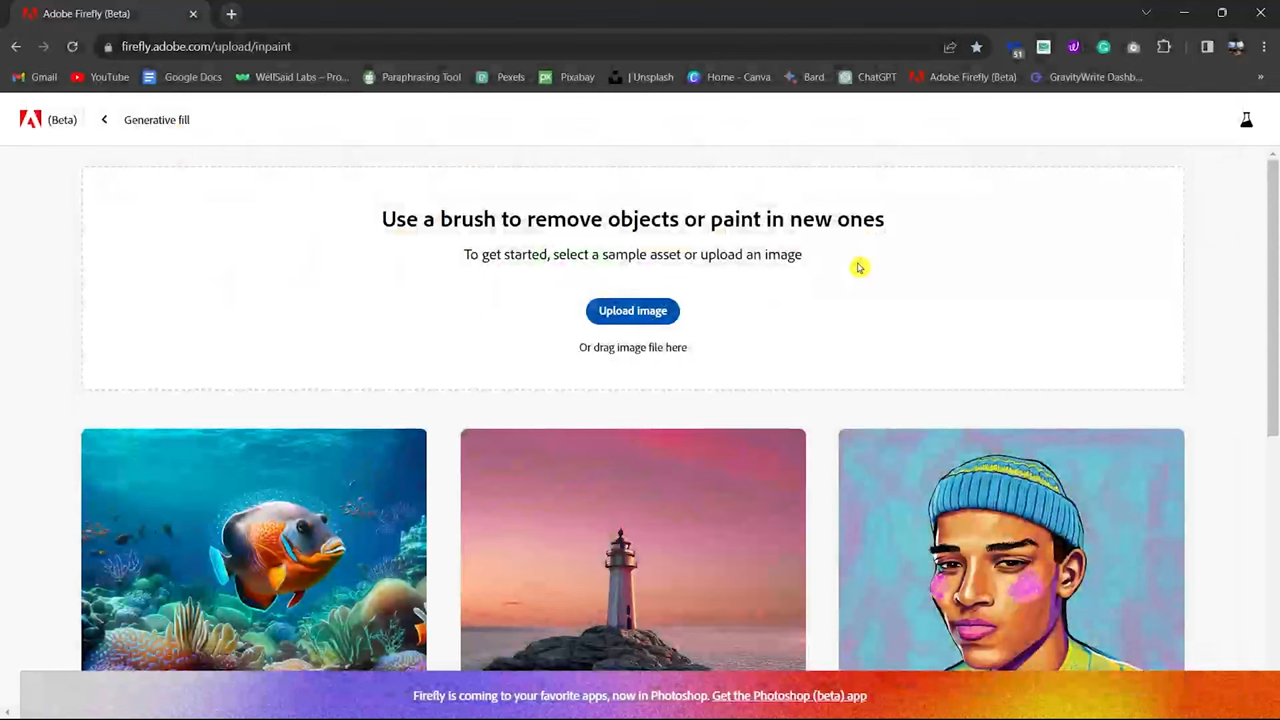 Adobe Firefly (Beta)
firefly.adobe.com/upload/inpaint
51
Gmail
YouTube
Google Docs
WellSaid Labs – Pro...
Paraphrasing Tool
Pexels
Pixabay
| Unsplash
Home - Canva
Bard
ChatGPT
Adobe Firefly (Beta)
GravityWrite Dashb...
»
(Beta)
Generative fill
Use a brush to remove objects or paint in new ones
To get started, select a sample asset or upload an image
Upload image
Or drag image file here
Firefly is coming to your favorite apps, now in Photoshop. Get the Photoshop (beta) app